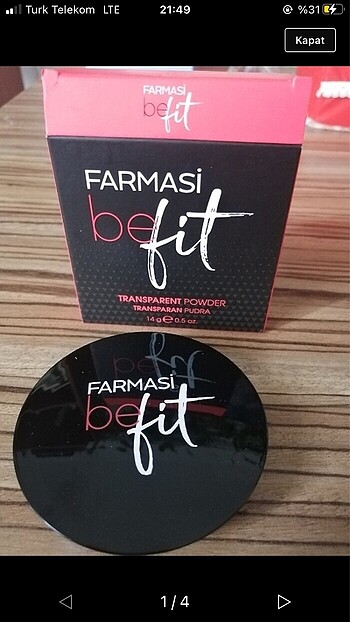 Turk Telekom LTE
21:49
%31
Kapat
FARMASİ
befit
FARMASİ
befit
TRANSPARENT POWDER
TRANSPARAN PUDRA
14 g e 0.5 oz.
FARMASİ
befit
1 / 4